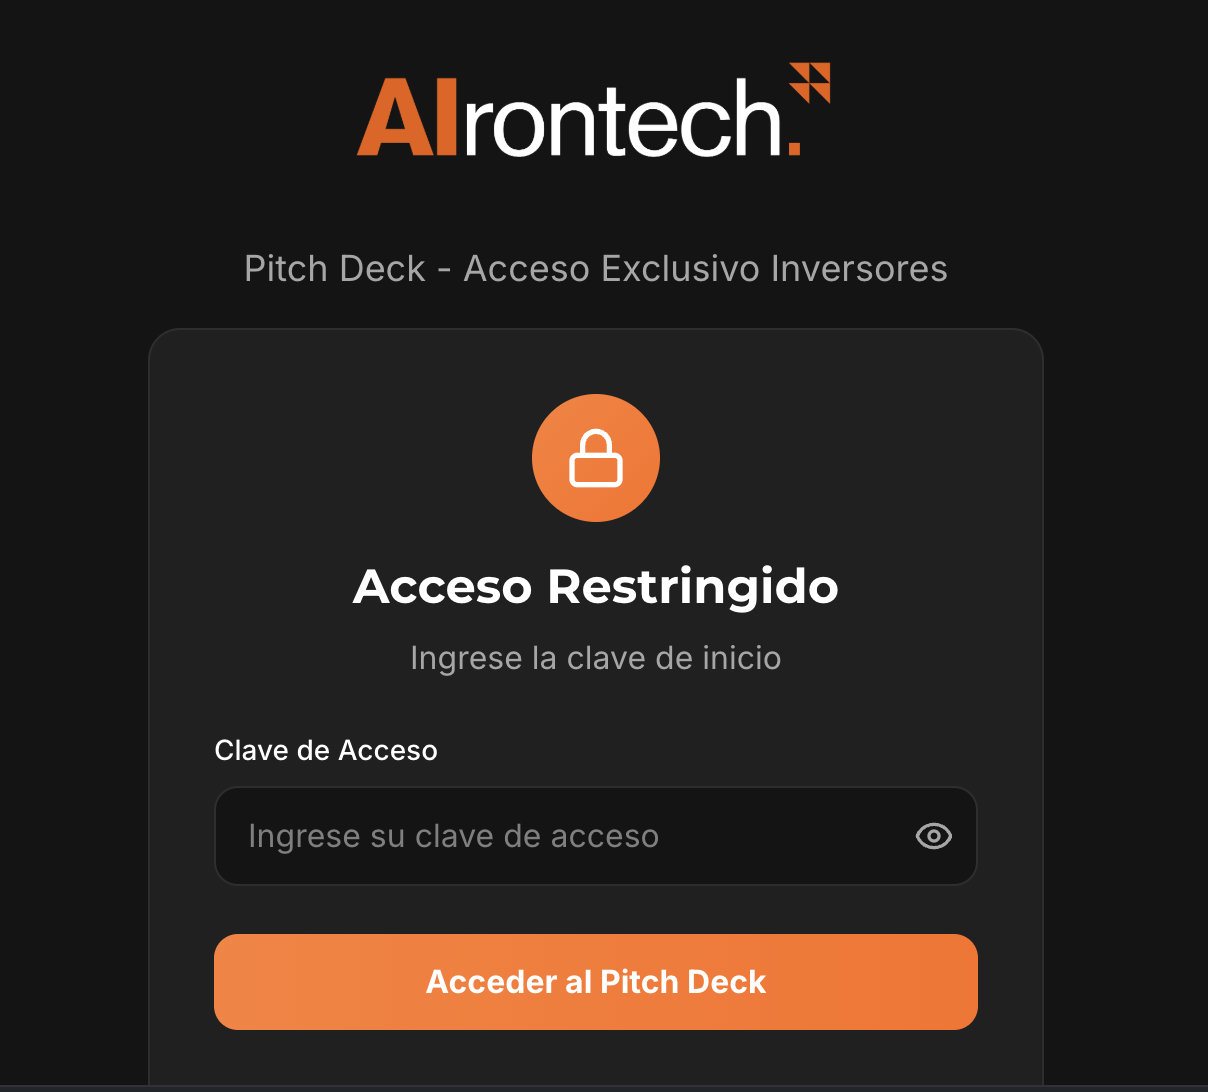 AIrontech.
Pitch Deck - Acceso Exclusivo Inversores
Acceso Restringido
Ingrese la clave de inicio
Clave de Acceso
Ingrese su clave de acceso
Acceder al Pitch Deck